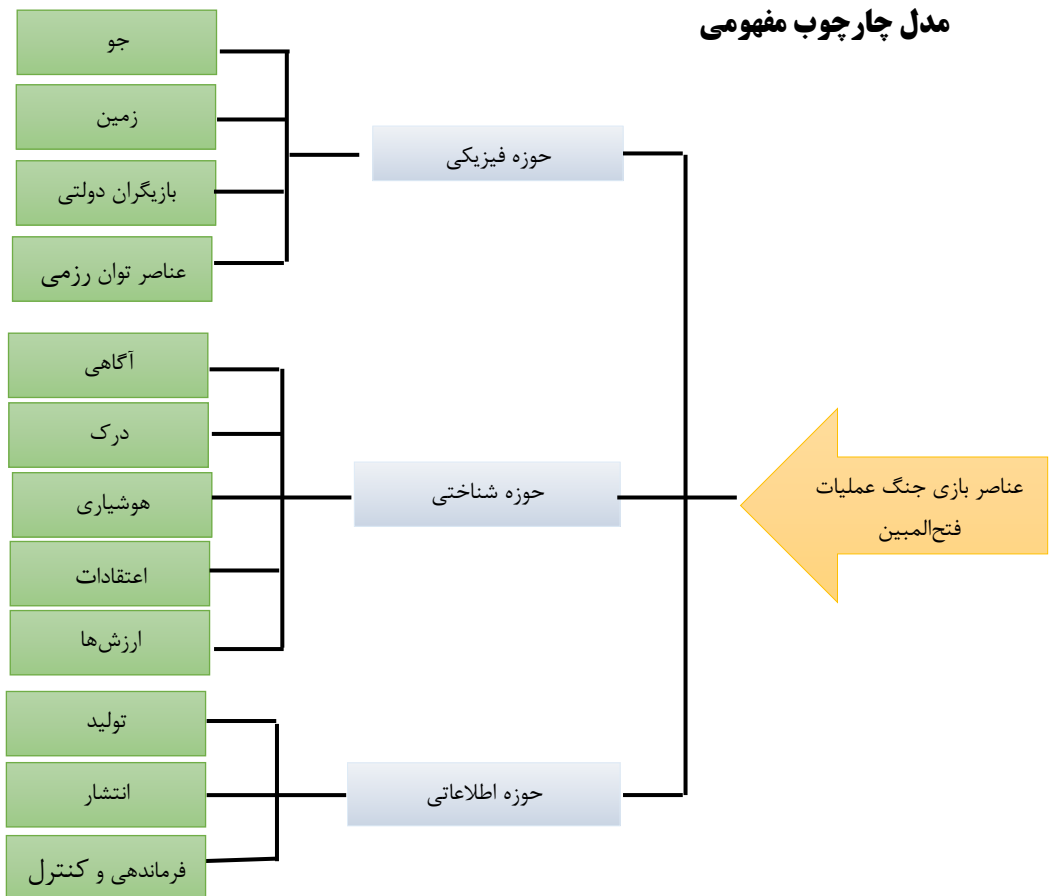 مدل چارچوب مفهومی
عناصر بازی جنگ عملیات
فتح‌المبین
حوزه فیزیکی
جو
زمین
بازیگران دولتی
عناصر توان رزمی
حوزه شناختی
آگاهی
درک
هوشیاری
اعتقادات
ارزش‌ها
حوزه اطلاعاتی
تولید
انتشار
فرماندهی و کنترل